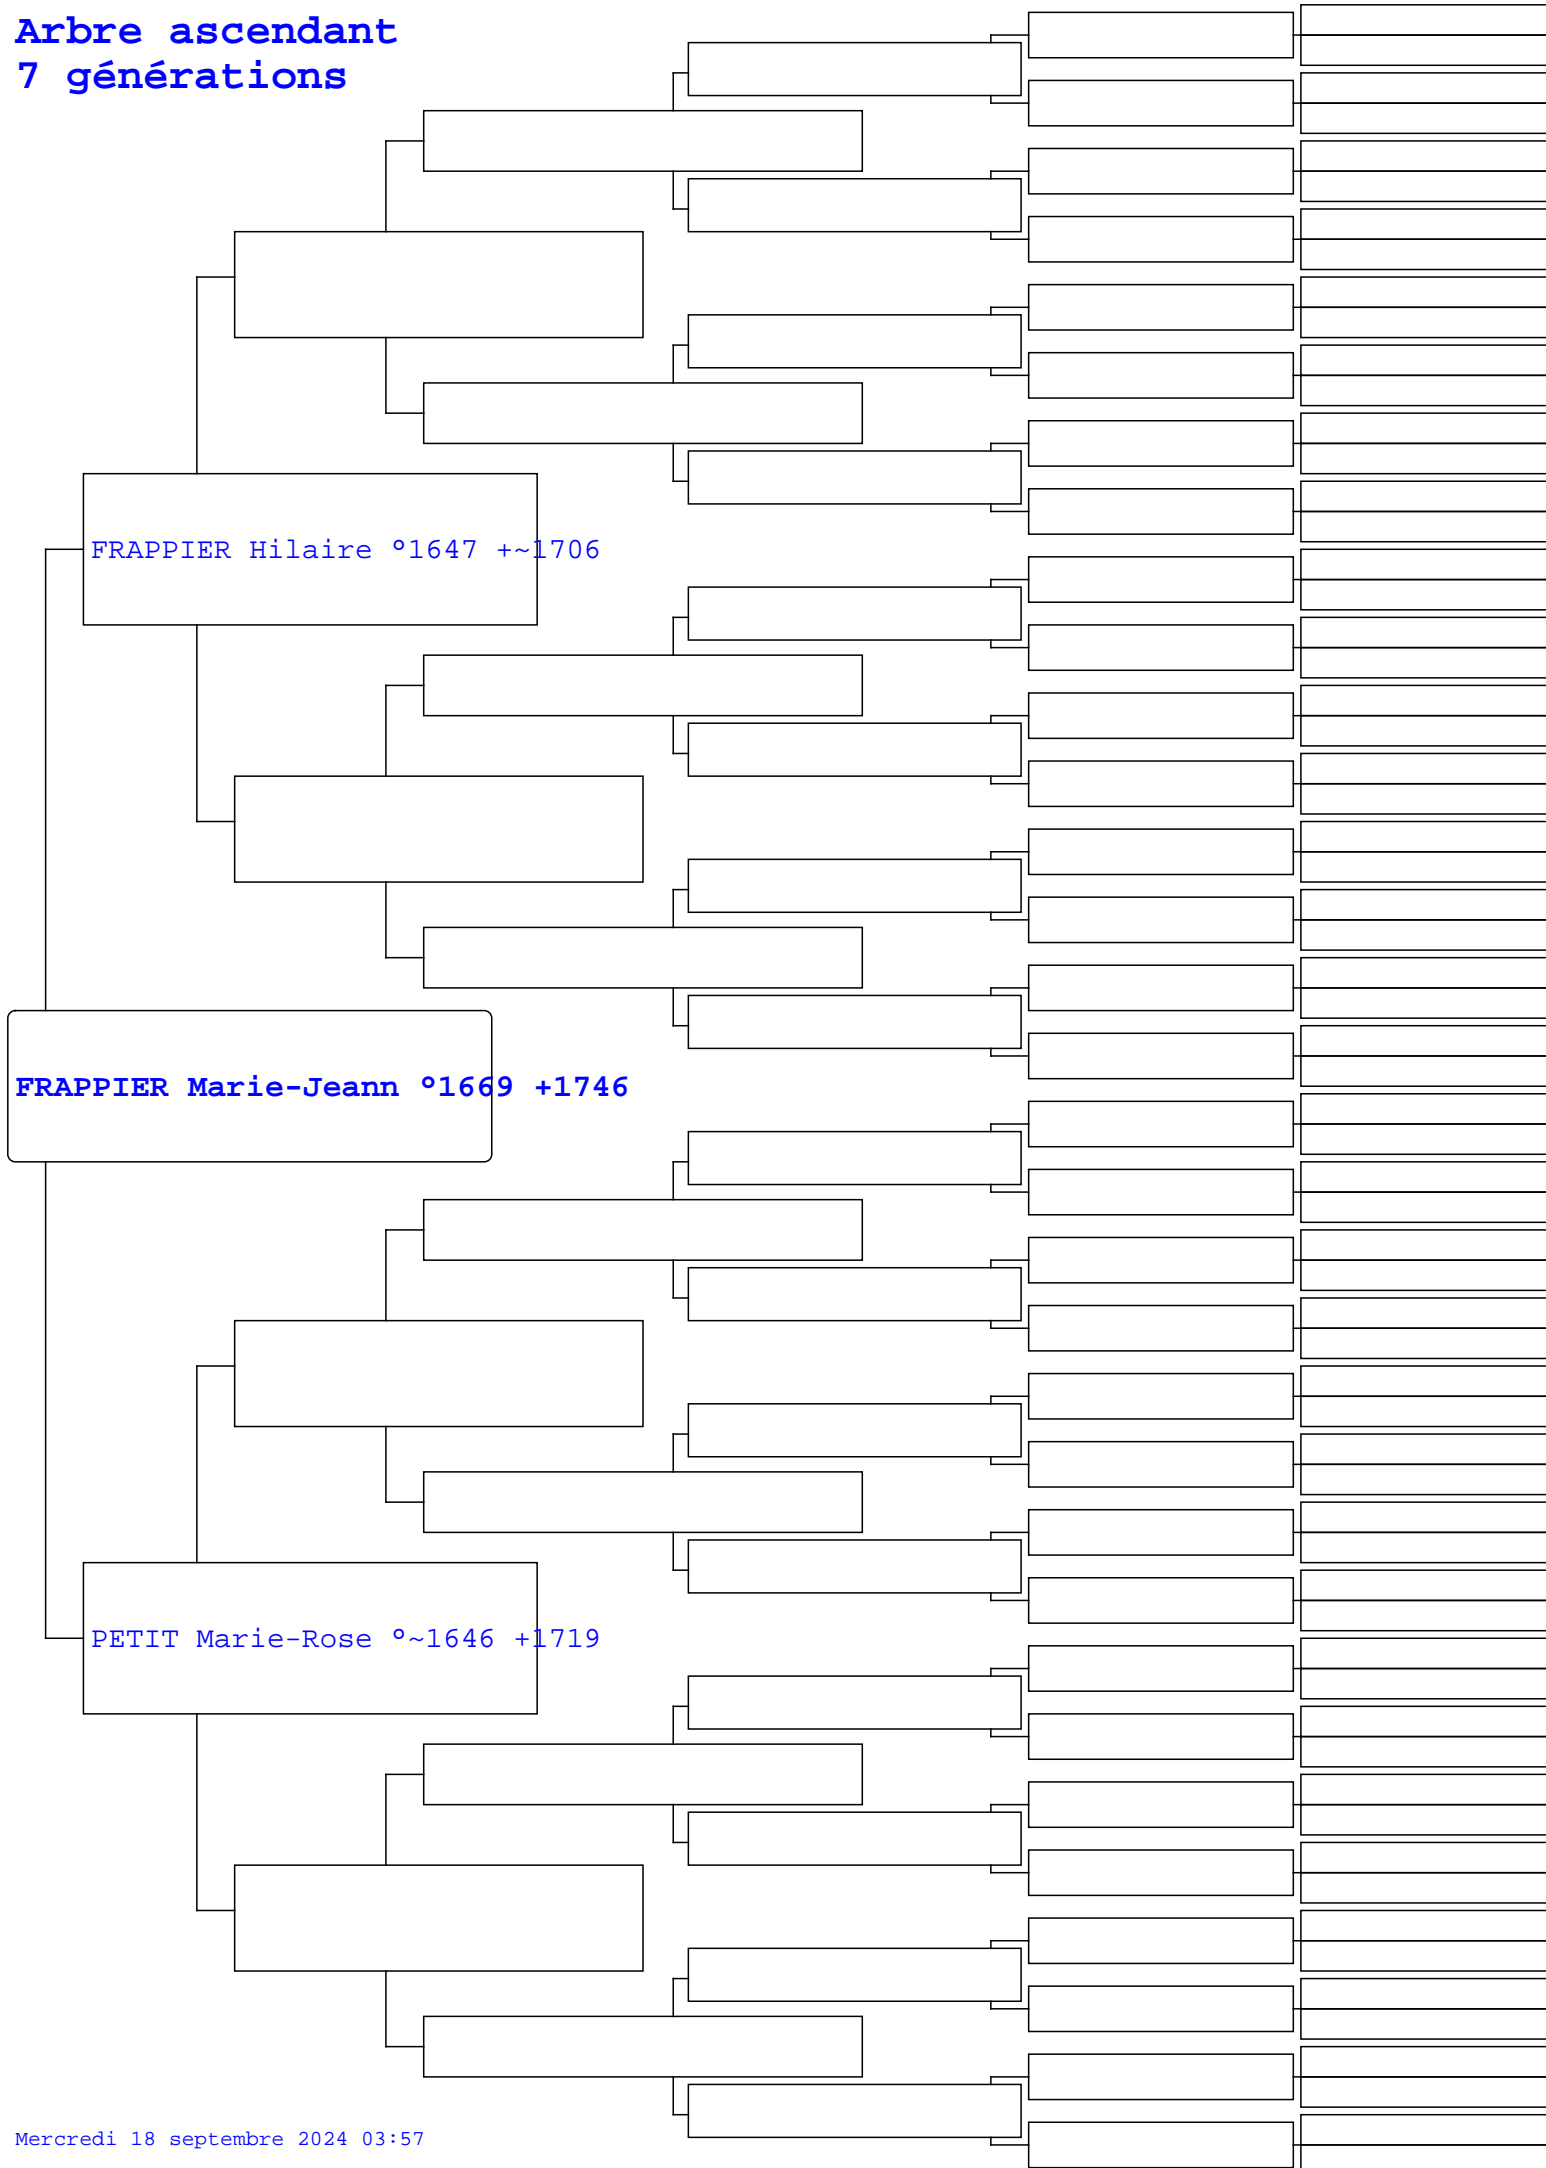 Arbre ascendant
7 générations
FRAPPIER Hilaire °1647 +~1706
FRAPPIER Marie-Jeann °1669 +1746
PETIT Marie-Rose °~1646 +1719
Mercredi 18 septembre 2024 03:57